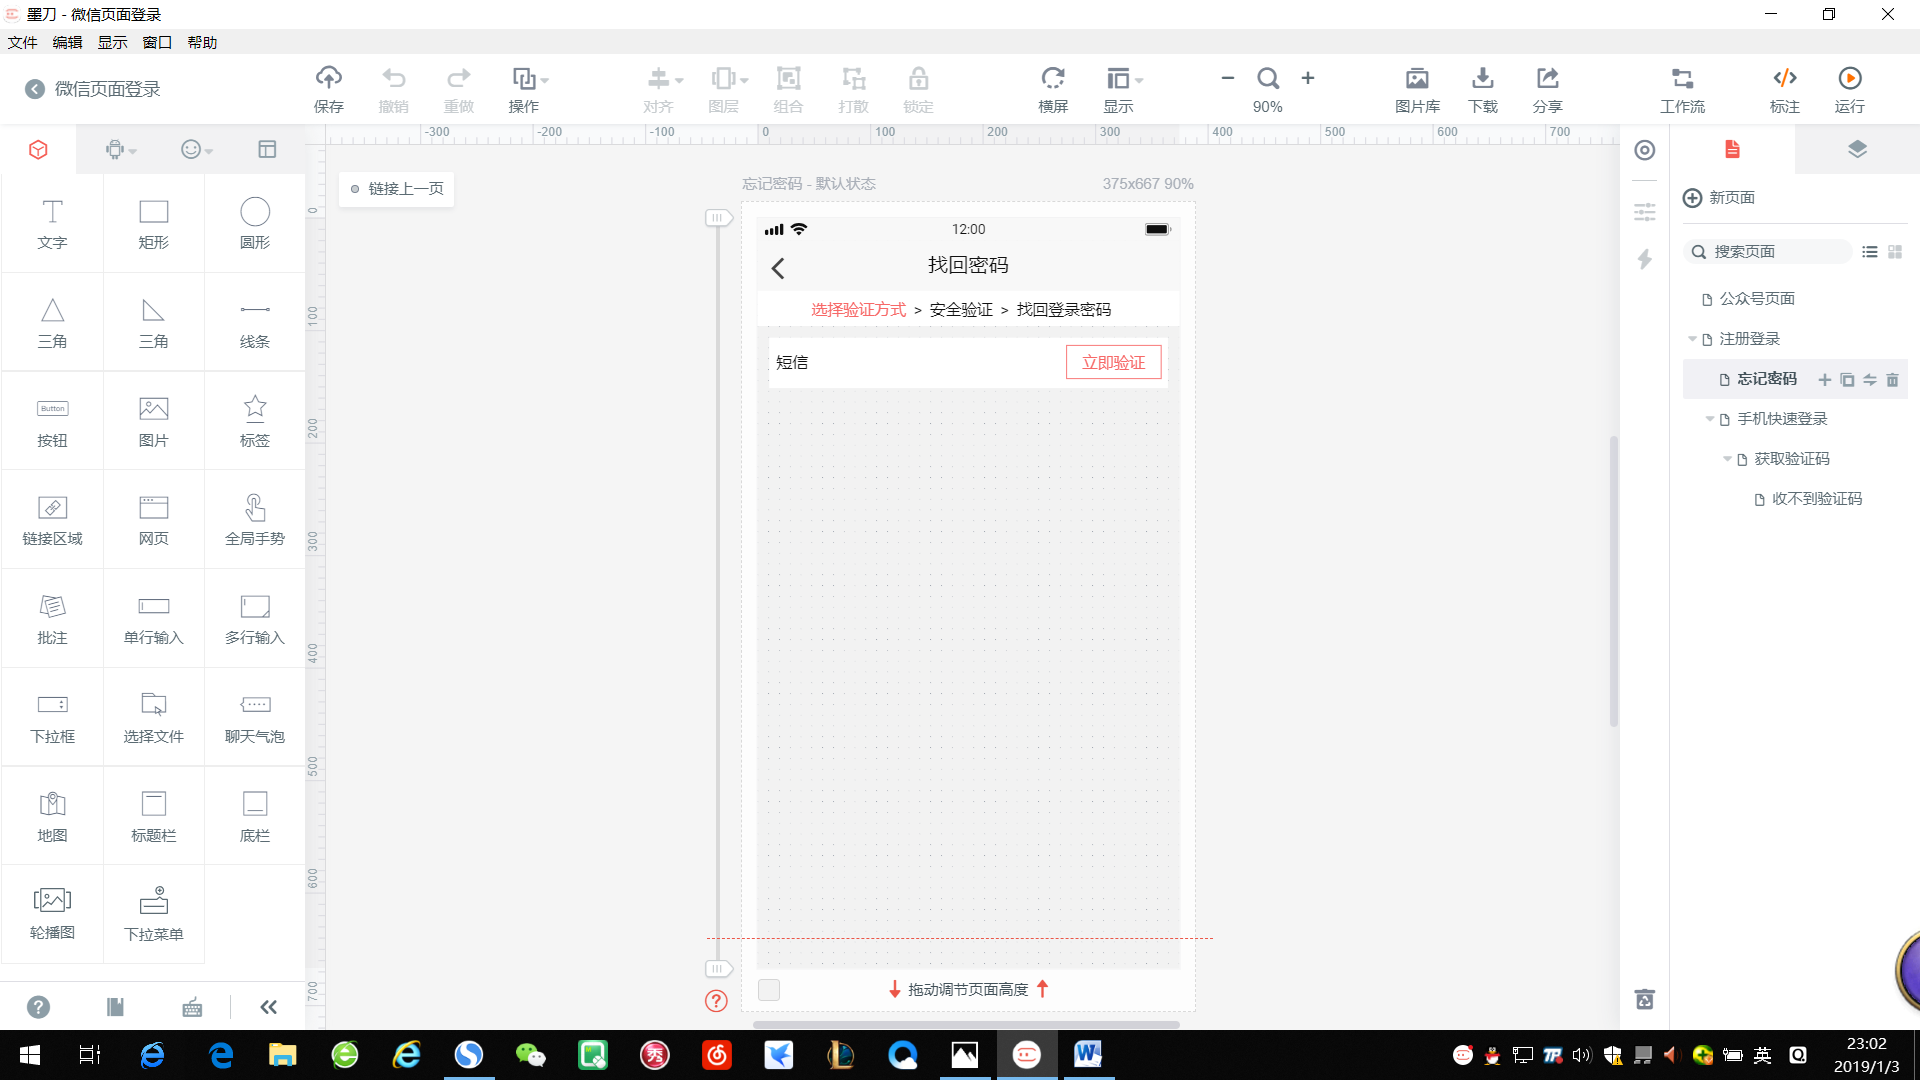 墨刀 - 微信页面登录
文件 编辑 显示 窗口 帮助
微信页面登录
保存 撤销 重做 操作 对齐 图层 组合 打散 锁定 横屏 显示 90% 图片库 下载 分享 工作流 标注 运行
-300 -200 -100 0 100 200 300 400 500 600 700
0 100 200 300 400 500 600 700
文字 矩形 圆形
三角 三角 线条
Button
按钮 图片 标签
链接区域 网页 全局手势
批注 单行输入 多行输入
下拉框 选择文件 聊天气泡
地图 标题栏 底栏
轮播图 下拉菜单
链接上一页
忘记密码 - 默认状态 375x667 90%
12:00
找回密码
选择验证方式 > 安全验证 > 找回登录密码
短信 立即验证
拖动调节页面高度
新页面
搜索页面
公众号页面
注册登录
忘记密码
手机快速登录
获取验证码
收不到验证码
英
23:02
2019/1/3